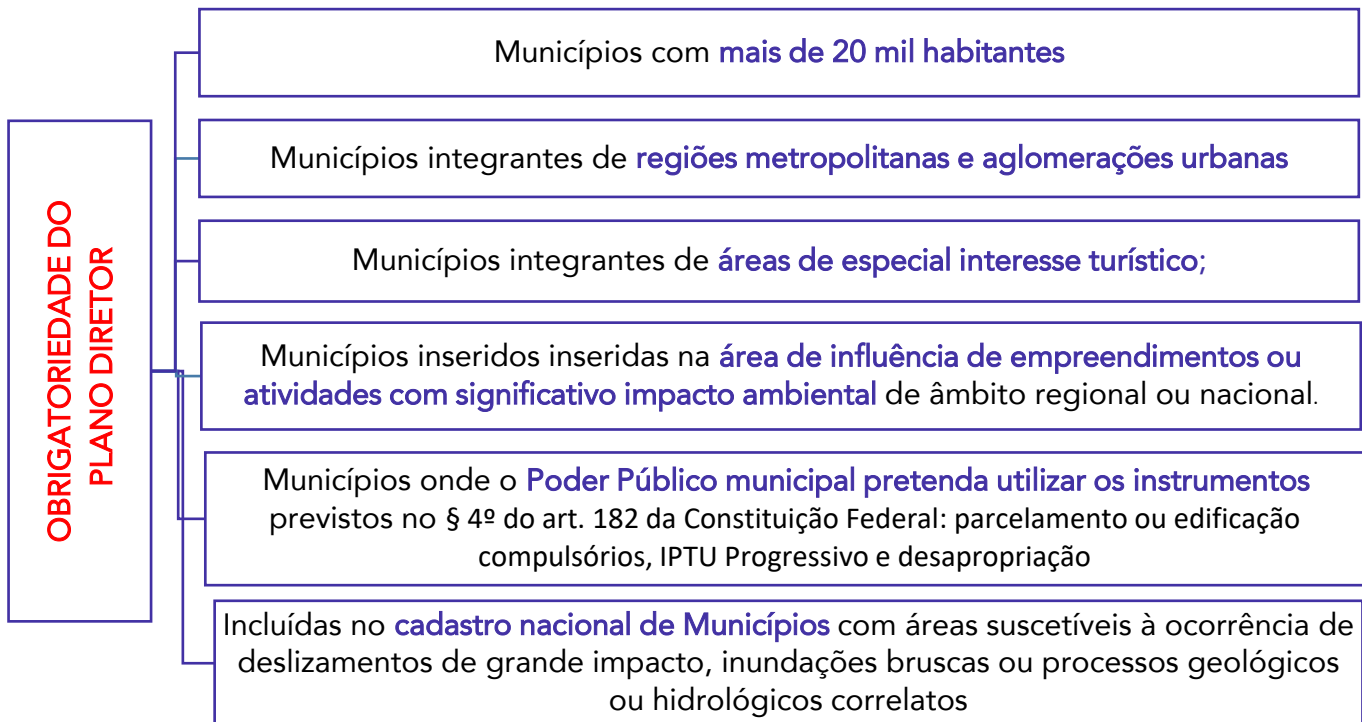 OBRIGATORIEDADE DO
PLANO DIRETOR
Municípios com mais de 20 mil habitantes
Municípios integrantes de regiões metropolitanas e aglomerações urbanas
Municípios integrantes de áreas de especial interesse turístico;
Municípios inseridos inseridas na área de influência de empreendimentos ou
atividades com significativo impacto ambiental de âmbito regional ou nacional.
Municípios onde o Poder Público municipal pretenda utilizar os instrumentos
previstos no § 4º do art. 182 da Constituição Federal: parcelamento ou edificação
compulsórios, IPTU Progressivo e desapropriação
Incluídas no cadastro nacional de Municípios com áreas suscetíveis à ocorrência de
deslizamentos de grande impacto, inundações bruscas ou processos geológicos
ou hidrológicos correlatos